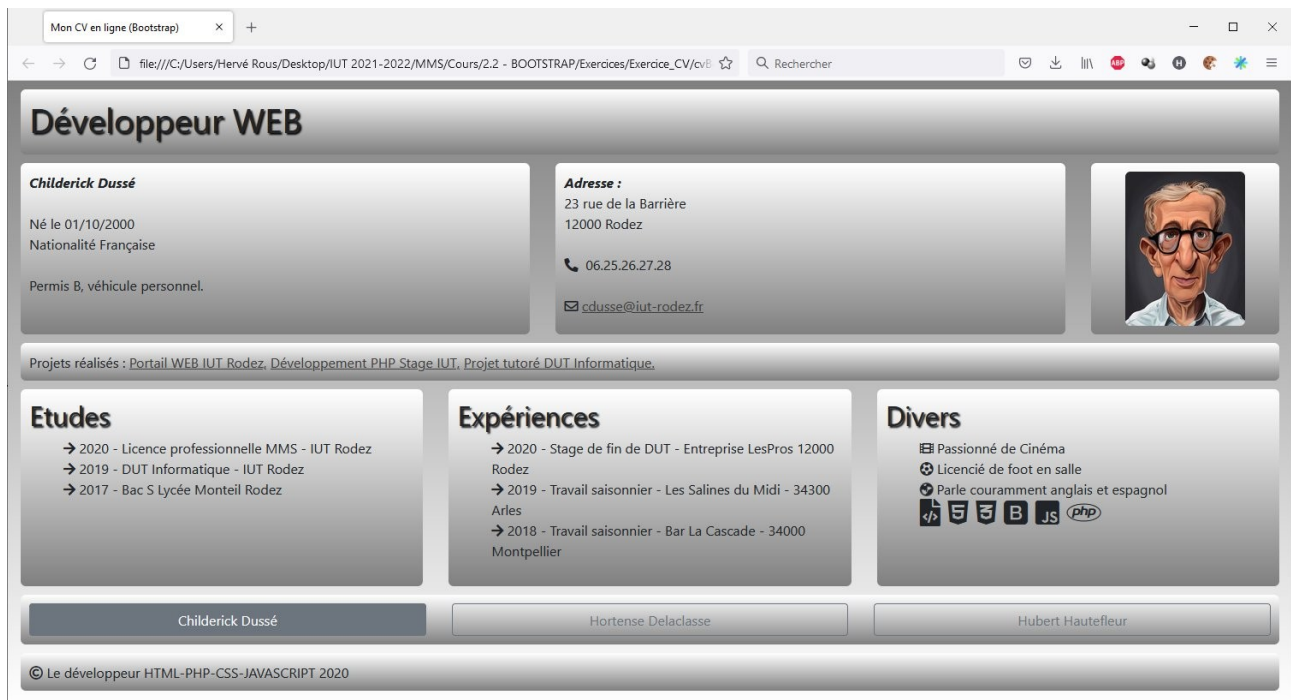 Mon CV en ligne (Bootstrap)
file:///C:/Users/Hervé Rous/Desktop/IUT 2021-2022/MMS/Cours/2.2 - BOOTSTRAP/Exercices/Exercice_CV/cvB
Rechercher
ABP
H
Développeur WEB
Childerick Dussé
Né le 01/10/2000
Nationalité Française
Permis B, véhicule personnel.
Adresse :
23 rue de la Barrière
12000 Rodez
06.25.26.27.28
cdusse@iut-rodez.fr
Projets réalisés : Portail WEB IUT Rodez, Développement PHP Stage IUT, Projet tutoré DUT Informatique.
Etudes
2020 - Licence professionnelle MMS - IUT Rodez
2019 - DUT Informatique - IUT Rodez
2017 - Bac S Lycée Monteil Rodez
Expériences
2020 - Stage de fin de DUT - Entreprise LesPros 12000
Rodez
2019 - Travail saisonnier - Les Salines du Midi - 34300
Arles
2018 - Travail saisonnier - Bar La Cascade - 34000
Montpellier
Divers
Passionné de Cinéma
Licencié de foot en salle
Parle couramment anglais et espagnol
</> 5 3 B JS php
Childerick Dussé
Hortense Delaclasse
Hubert Hautefleur
© Le développeur HTML-PHP-CSS-JAVASCRIPT 2020